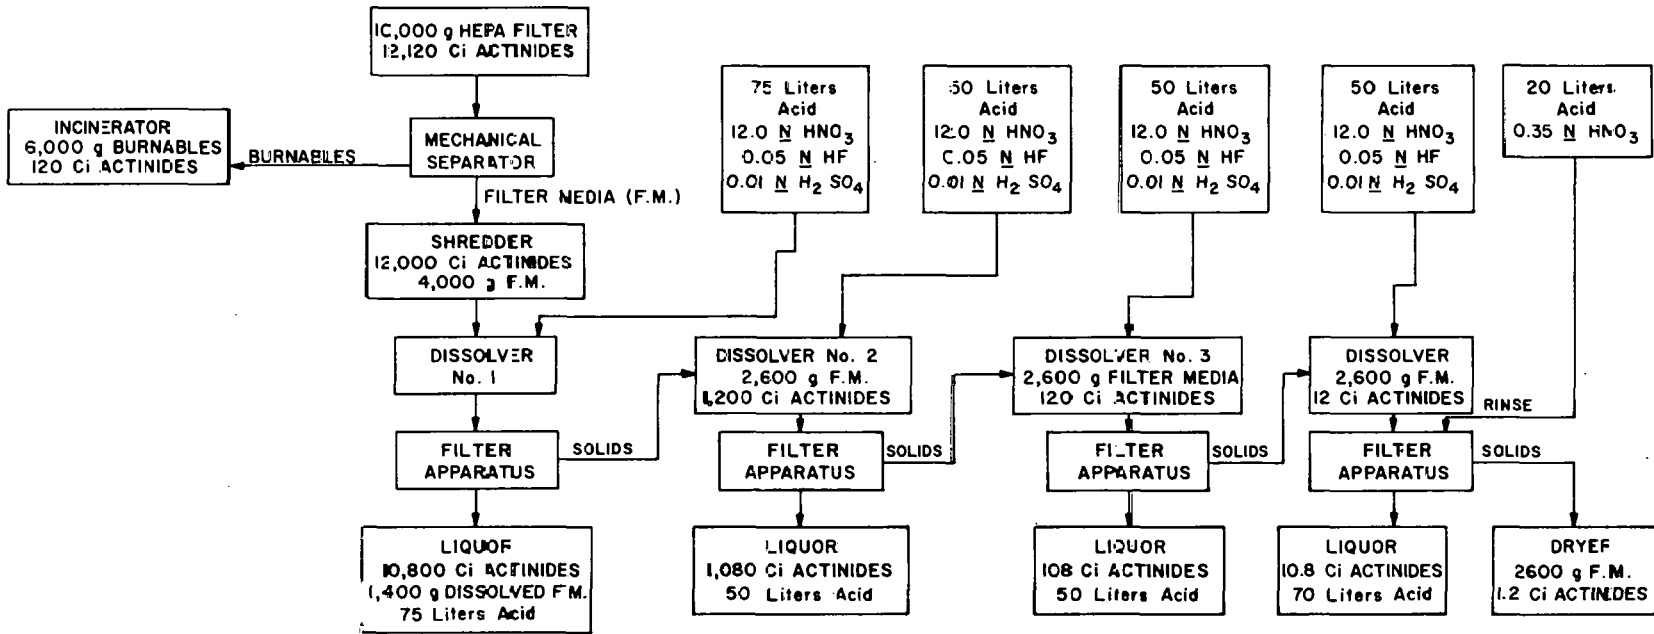 10,000 g HEPA FILTER
12,120 Ci ACTINIDES
INCINERATOR
6,000 g BURNABLES
120 Ci ACTINIDES
BURNABILES
MECHANICAL
SEPARATOR
FILTER MEDIA (F.M.)
SHREDDER
12,000 Ci ACTINIDES
4,000 g F.M.
75 Liters
Acid
12.0 N HNO3
0.05 N HF
0.01 N H2 SO4
50 Liters
Acid
12.0 N HNO3
0.05 N HF
0.01 N H2 SO4
50 Liters
Acid
12.0 N HNO3
0.05 N HF
0.01 N H2 SO4
50 Liters
Acid
12.0 N HNO3
0.05 N HF
0.01 N H2 SO4
20 Liters
Acid
0.35 N HNO3
DISSOLVER
No. 1
DISSOLVER No. 2
2,600 g F.M.
1,200 Ci ACTINIDES
DISSOLVER No. 3
2,600 g FILTER MEDIA
120 Ci ACTINIDES
DISSOLVER
2,600 g F.M.
12 Ci ACTINIDES
RINSE
FILTER
APPARATUS
SOLIDS
FILTER
APPARATUS
SOLIDS
FILTER
APPARATUS
SOLIDS
FILTER
APPARATUS
SOLIDS
LIQUOR
10,800 Ci ACTINIDES
1,400 g DISSOLVED F.M.
75 Liters Acid
LIQUOR
1,080 Ci ACTINIDES
50 Liters Acid
LIQUOR
108 Ci ACTINIDES
50 Liters Acid
LIQUOR
10.8 Ci ACTINIDES
70 Liters Acid
DRYER
2600 g F.M.
1.2 Ci ACTINIDES